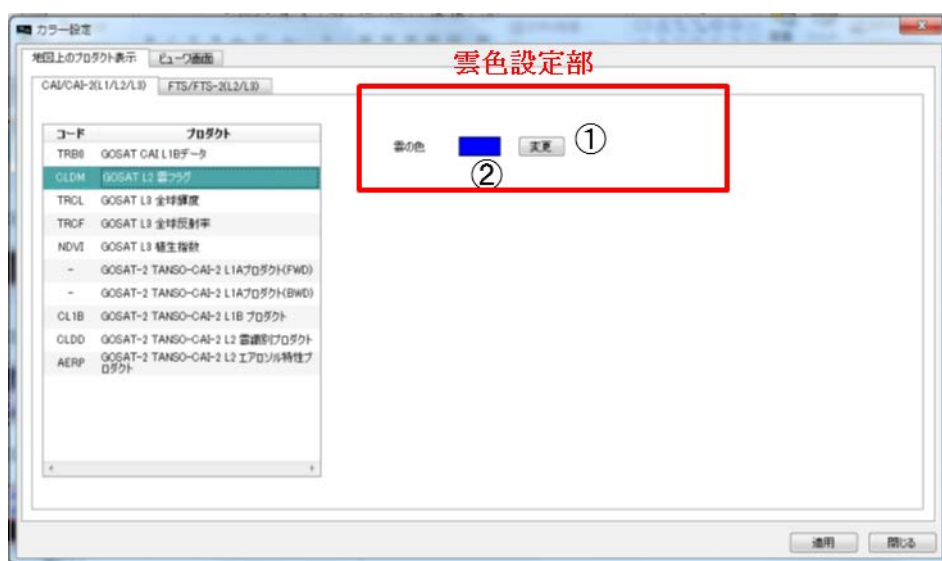 カラー設定
地図上のプロダクト表示 ビューワ画面
雲色設定部
CAI/CAI-2(L1/L2/L3) FTS/FTS-2(L2/L3)
コード プロダクト
雲の色 変更 ①
②
TRB0 GOSAT CAI L1Bデータ
CLDM GOSAT L2 雲フラグ
TRCL GOSAT L3 全球輝度
TRCF GOSAT L3 全球反射率
NDVI GOSAT L3 植生指数
- GOSAT-2 TANSO-CAI-2 L1Aプロダクト(FWD)
- GOSAT-2 TANSO-CAI-2 L1Aプロダクト(BWD)
CL1B GOSAT-2 TANSO-CAI-2 L1B プロダクト
CLDD GOSAT-2 TANSO-CAI-2 L2 雲識別プロダクト
AERP GOSAT-2 TANSO-CAI-2 L2 エアロゾル特性プ
ロダクト
適用 閉じる